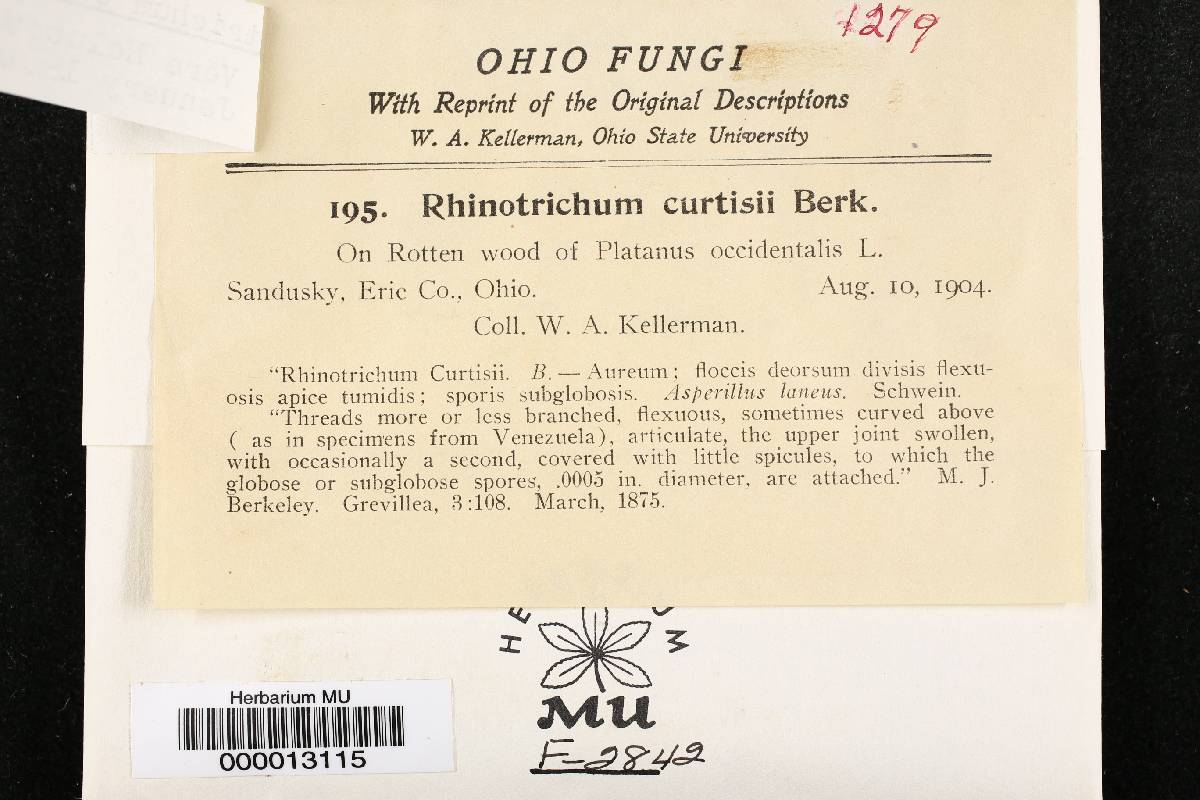 1279
OHIO FUNGI
With Reprint of the Original Descriptions
W. A. Kellerman, Ohio State University
195. Rhinotrichum curtisii Berk.
On Rotten wood of Platanus occidentalis L.
Sandusky, Erie Co., Ohio. Aug. 10, 1904.
Coll. W. A. Kellerman.
"Rhinotrichum Curtisii. B. — Aureum; floccis deorsum divisis flexu-
osis apice tumidis; sporis subglobosis. Asperillus laneus. Schwein.
"Threads more or less branched, flexuous, sometimes curved above
( as in specimens from Venezuela), articulate, the upper joint swollen,
with occasionally a second, covered with little spicules, to which the
globose or subglobose spores, .0005 in. diameter, are attached." M. J.
Berkeley. Grevillea, 3:108. March, 1875.
MU
F-2842
Herbarium MU
000013115